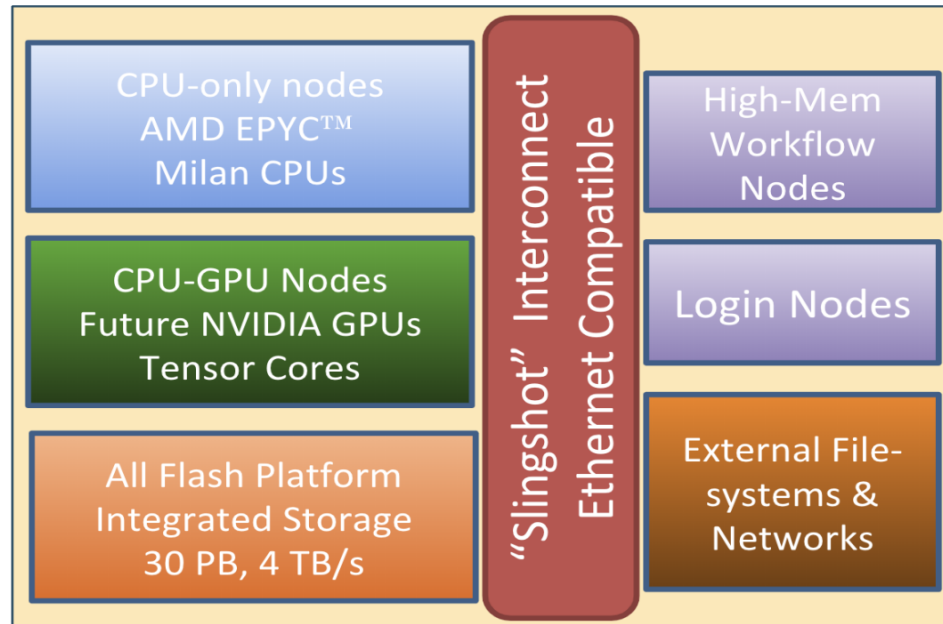 CPU-only nodes
AMD EPYC™
Milan CPUs
CPU-GPU Nodes
Future NVIDIA GPUs
Tensor Cores
All Flash Platform
Integrated Storage
30 PB, 4 TB/s
“Slingshot” Interconnect
Ethernet Compatible
High-Mem
Workflow
Nodes
Login Nodes
External File-
systems &
Networks